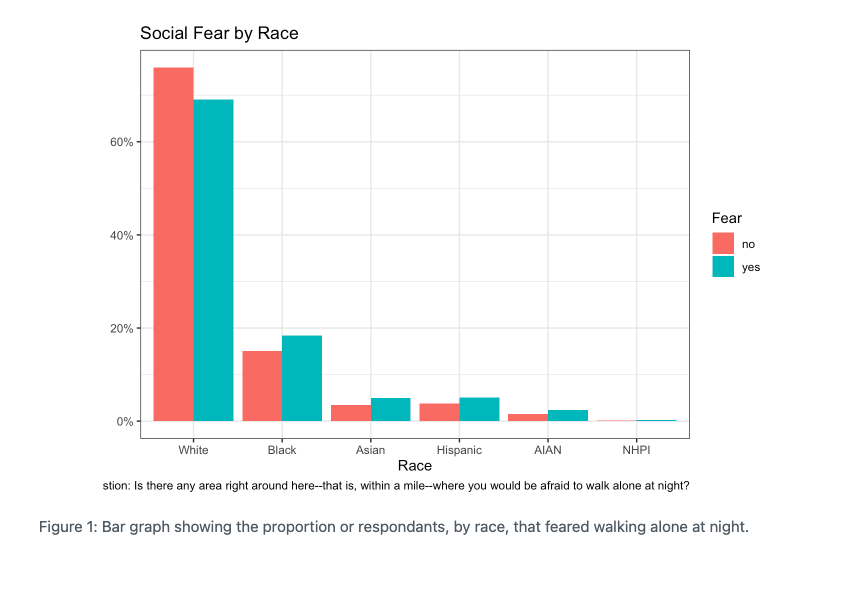 Social Fear by Race
60%
40%
20%
0%
White Black Asian Hispanic AIAN NHPI
Race
Fear
no
yes
stion: Is there any area right around here--that is, within a mile--where you would be afraid to walk alone at night?
Figure 1: Bar graph showing the proportion or respondants, by race, that feared walking alone at night.